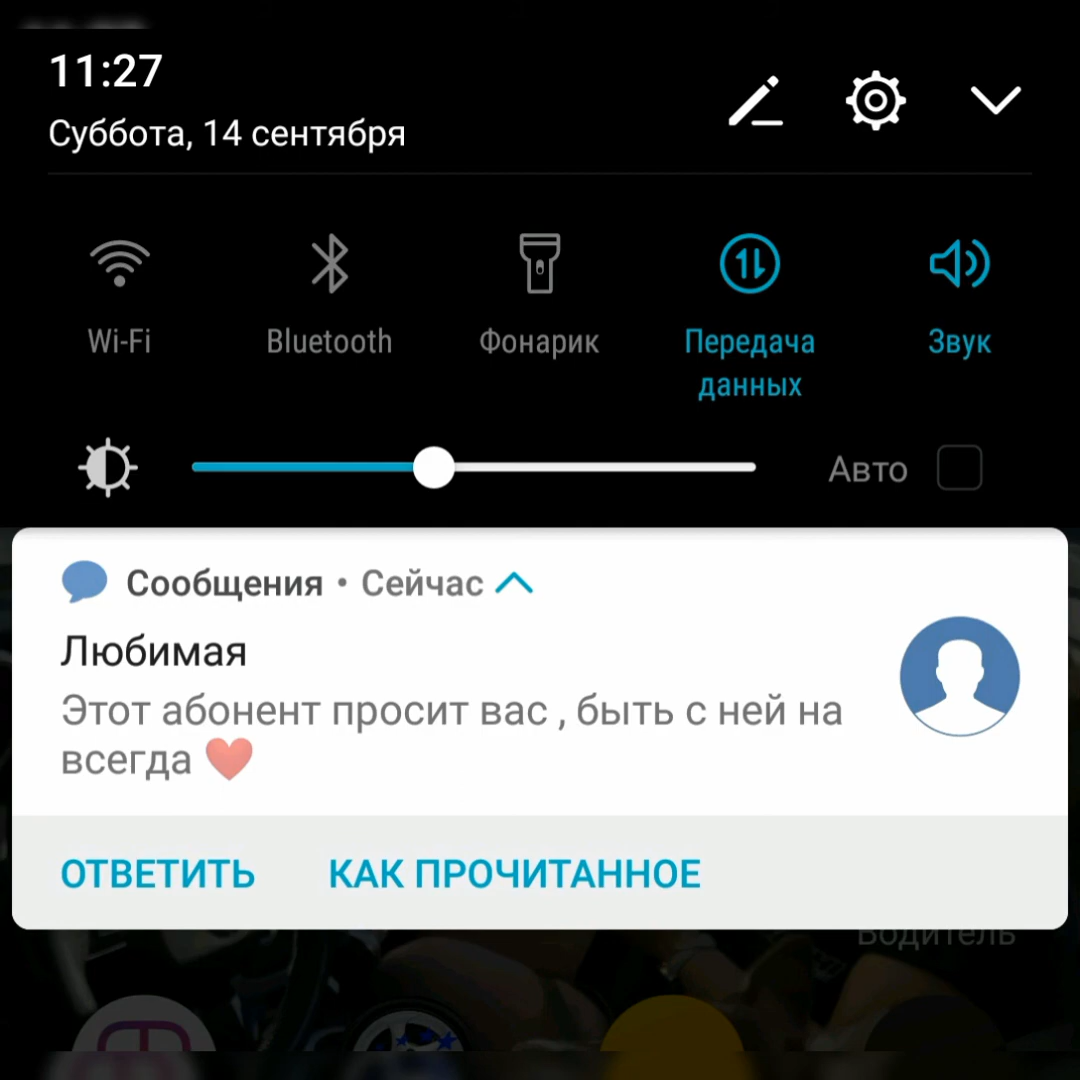 11:27
Суббота, 14 сентября
Wi-Fi
Bluetooth
Фонарик
Передача
данных
Звук
Авто
Сообщения • Сейчас
Любимая
Этот абонент просит вас , быть с ней на
всегда ❤️
ОТВЕТИТЬ
КАК ПРОЧИТАННОЕ
Водитель